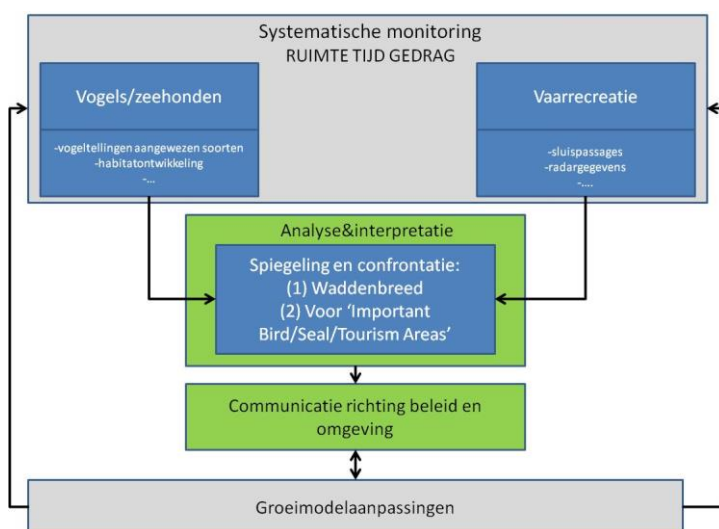 Systematische monitoring
RUIMTE TIJD GEDRAG
Vogels/zeehonden
-vogeltellingen aangewezen soorten
-habitatontwikkeling
-...
Vaarrecreatie
-sluispassages
-radargegevens
-....
Analyse&interpretatie
Spiegeling en confrontatie:
(1) Waddenbreed
(2) Voor ‘Important
Bird/Seal/Tourism Areas’
Communicatie richting beleid en
omgeving
Groeimodelaanpassingen